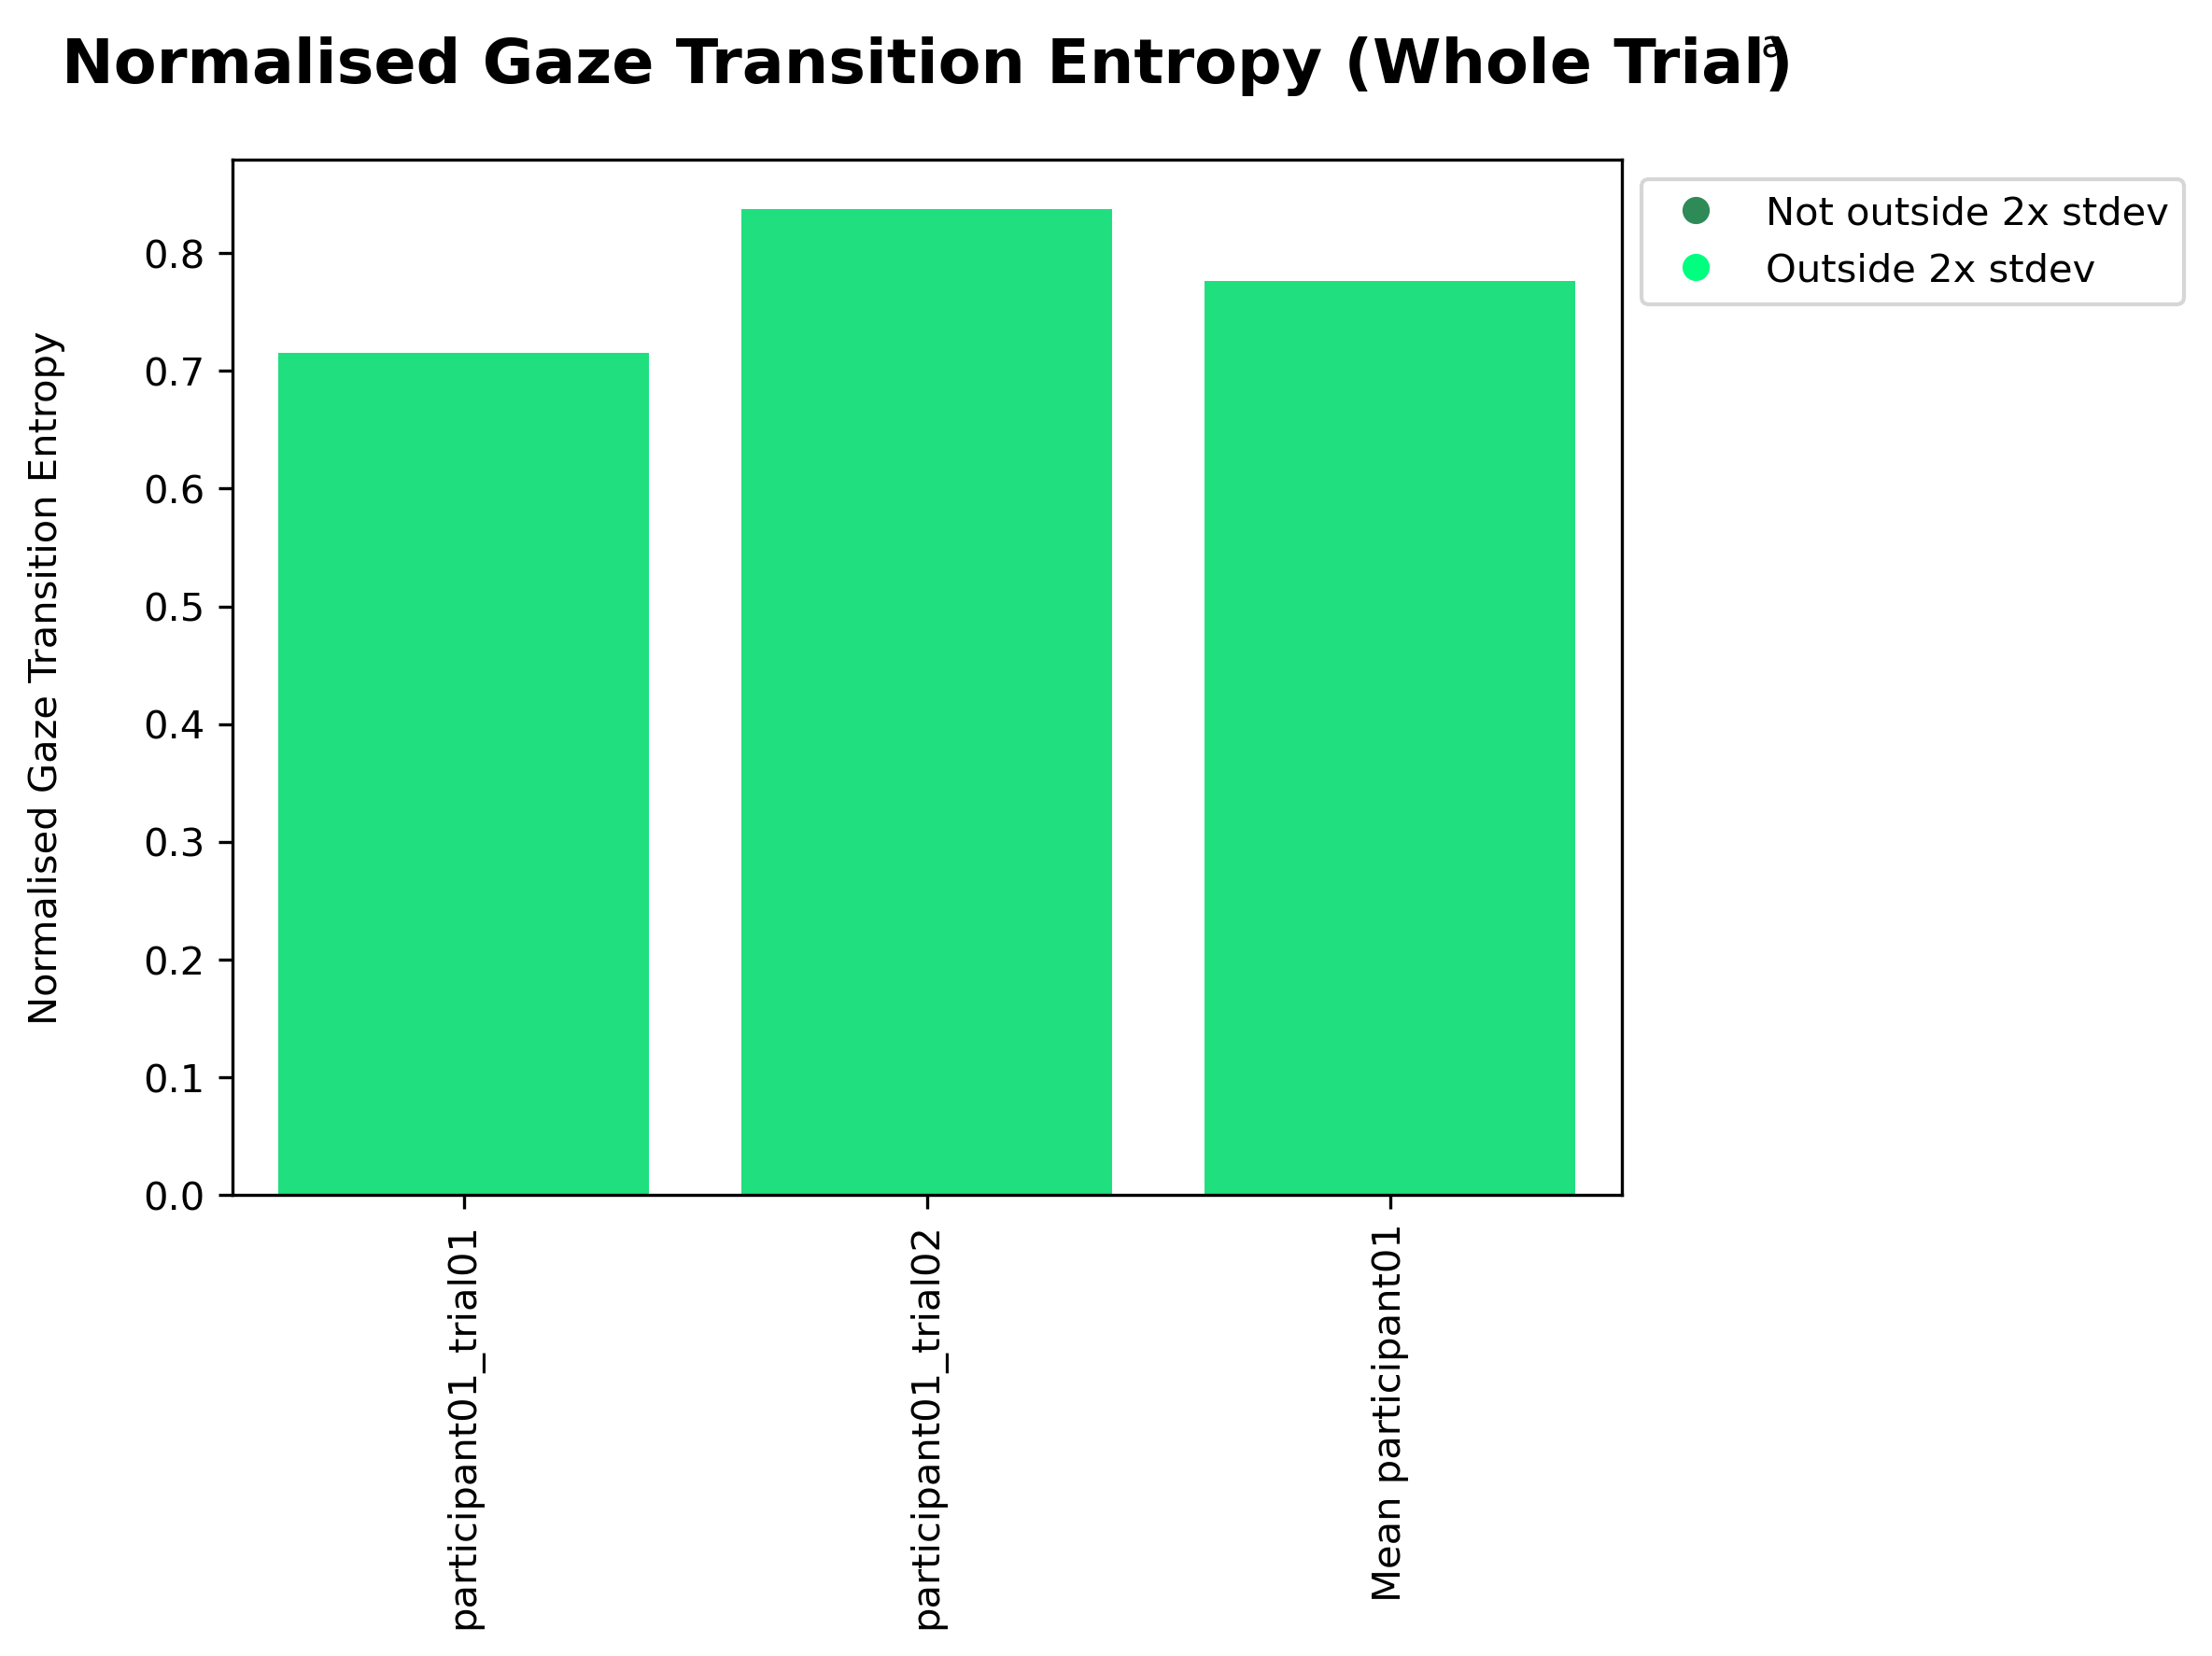 Normalised Gaze Transition Entropy (Whole Trial)
a
Not outside 2x stdev
Outside 2x stdev
Normalised Gaze Transition Entropy
0.8
0.7
0.6
0.5
0.4
0.3
0.2
0.1
0.0
participant01_trial01
participant01_trial02
Mean participant01